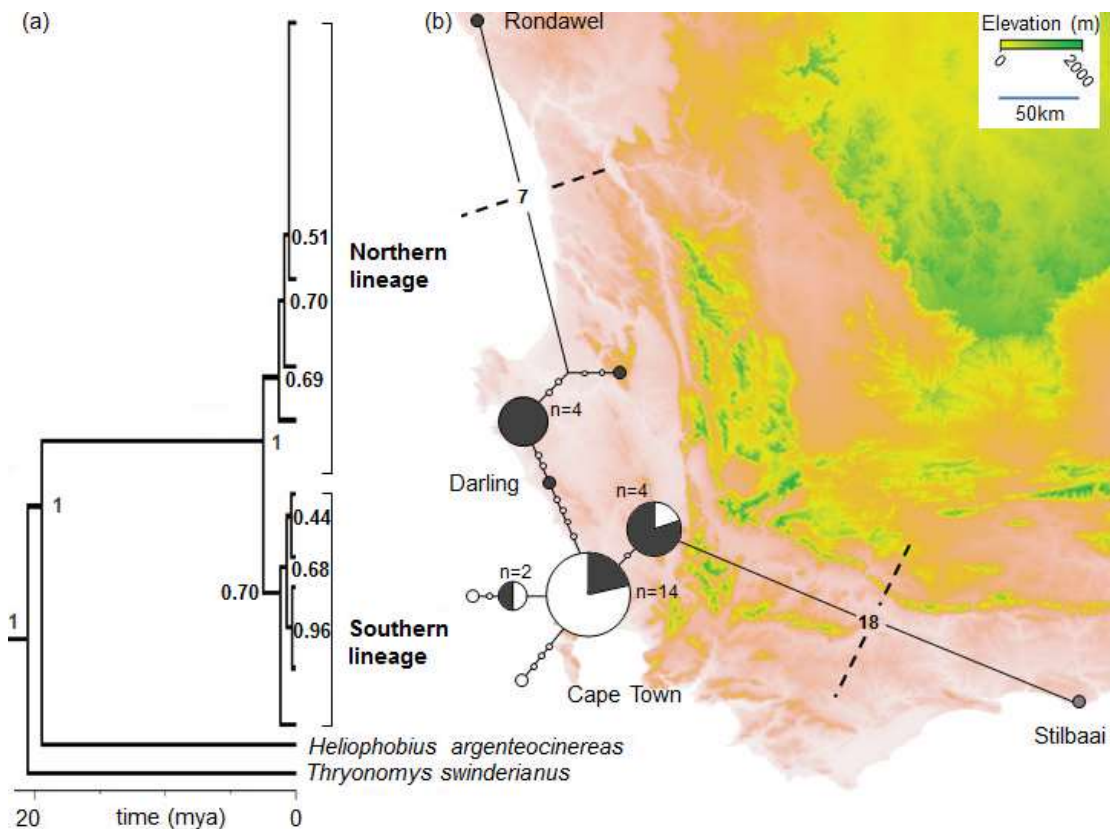 (a)
0.51
0.70
0.69
1
1
1
0.44
0.68
0.70
0.96
Northern
lineage
Southern
lineage
Heliophobius argenteocinereas
Thryonomys swinderianus
20
time (mya)
0
(b)
Rondawel
Elevation (m)
0
2000
50km
7
n=4
Darling
n=4
n=2
n=14
18
Cape Town
Stilbaai